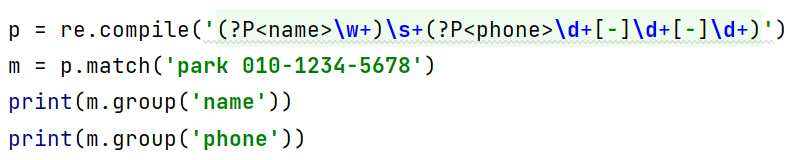 p = re.compile('(?P<name>\w+)\s+(?P<phone>\d+[-]\d+[-]\d+)')
m = p.match('park 010-1234-5678')
print(m.group('name'))
print(m.group('phone'))